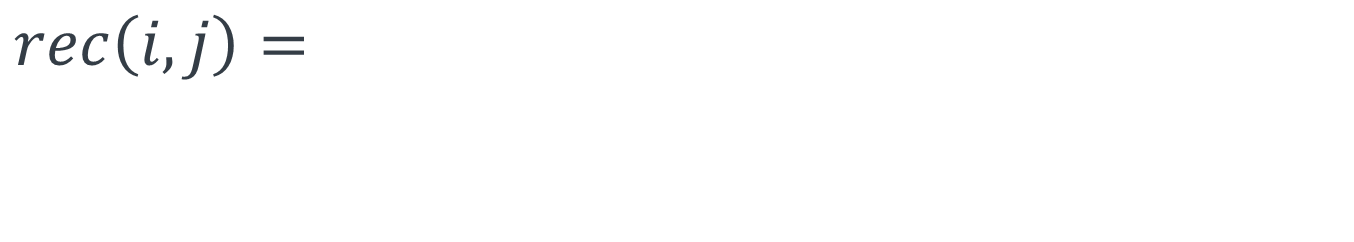 rec(i, j) =